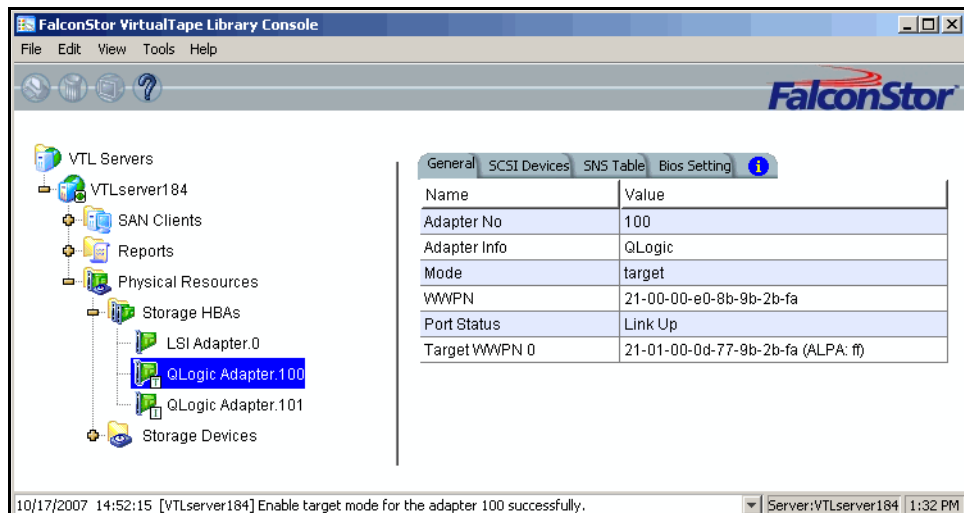 FalconStor VirtualTape Library Console
File Edit View Tools Help
FalconStor
VTL Servers
VTLserver184
SAN Clients
Reports
Physical Resources
Storage HBAs
LSI Adapter.0
QLogic Adapter.100
T
QLogic Adapter.101
I
Storage Devices
General SCSI Devices SNS Table Bios Setting i
Name Value
Adapter No 100
Adapter Info QLogic
Mode target
WWPN 21-00-00-e0-8b-9b-2b-fa
Port Status Link Up
Target WWPN 0 21-01-00-0d-77-9b-2b-fa (ALPA: ff)
10/17/2007 14:52:15 [VTLserver184] Enable target mode for the adapter 100 successfully. Server:VTLserver184 1:32 PM